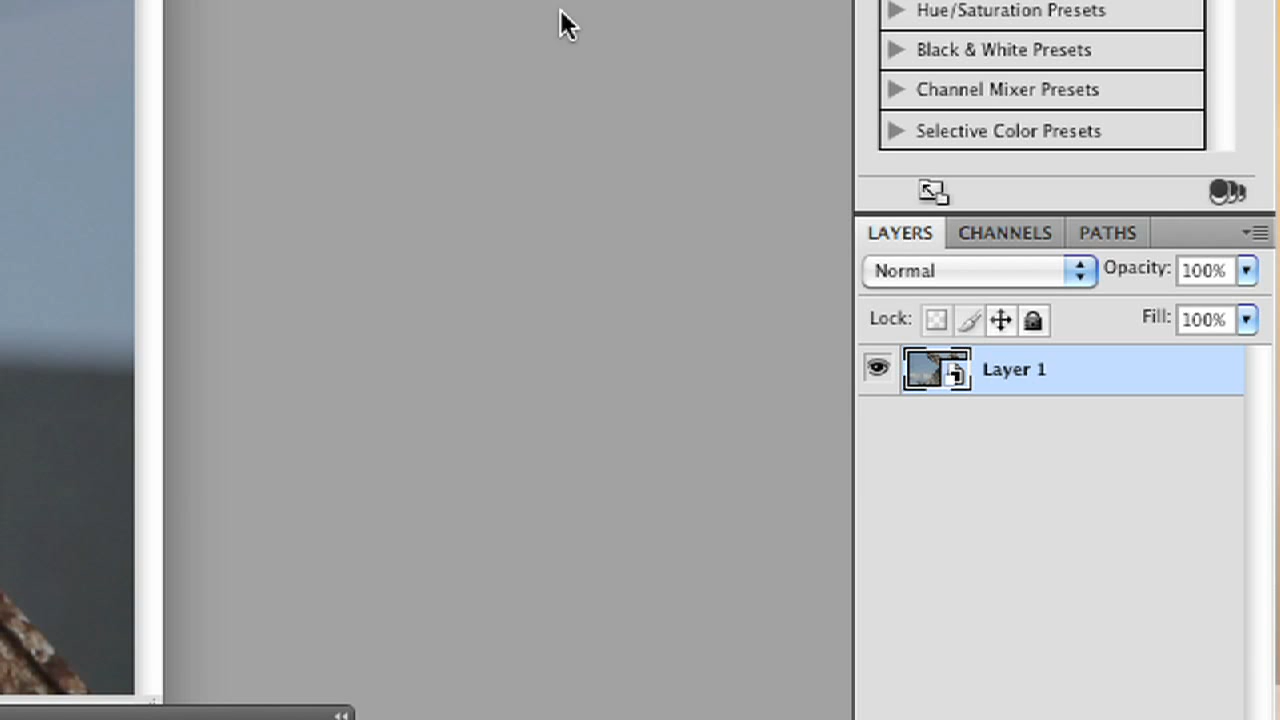 Hue/Saturation Presets
Black & White Presets
Channel Mixer Presets
Selective Color Presets
LAYERS CHANNELS PATHS
Normal Opacity: 100%
Lock: Fill: 100%
Layer 1